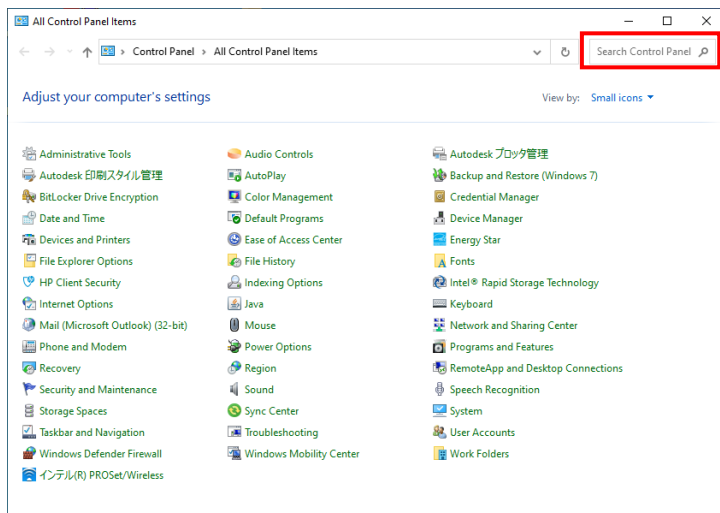 All Control Panel Items
Control Panel > All Control Panel Items
Search Control Panel
Adjust your computer's settings
View by: Small icons
Administrative Tools
Audio Controls
Autodesk プロッタ管理
Autodesk 印刷スタイル管理
AutoPlay
Backup and Restore (Windows 7)
BitLocker Drive Encryption
Color Management
Credential Manager
Date and Time
Default Programs
Device Manager
Devices and Printers
Ease of Access Center
Energy Star
File Explorer Options
File History
Fonts
HP Client Security
Indexing Options
Intel® Rapid Storage Technology
Internet Options
Java
Keyboard
Mail (Microsoft Outlook) (32-bit)
Mouse
Network and Sharing Center
Phone and Modem
Power Options
Programs and Features
Recovery
Region
RemoteApp and Desktop Connections
Security and Maintenance
Sound
Speech Recognition
Storage Spaces
Sync Center
System
Taskbar and Navigation
Troubleshooting
User Accounts
Windows Defender Firewall
Windows Mobility Center
Work Folders
インテル(R) PROSet/Wireless